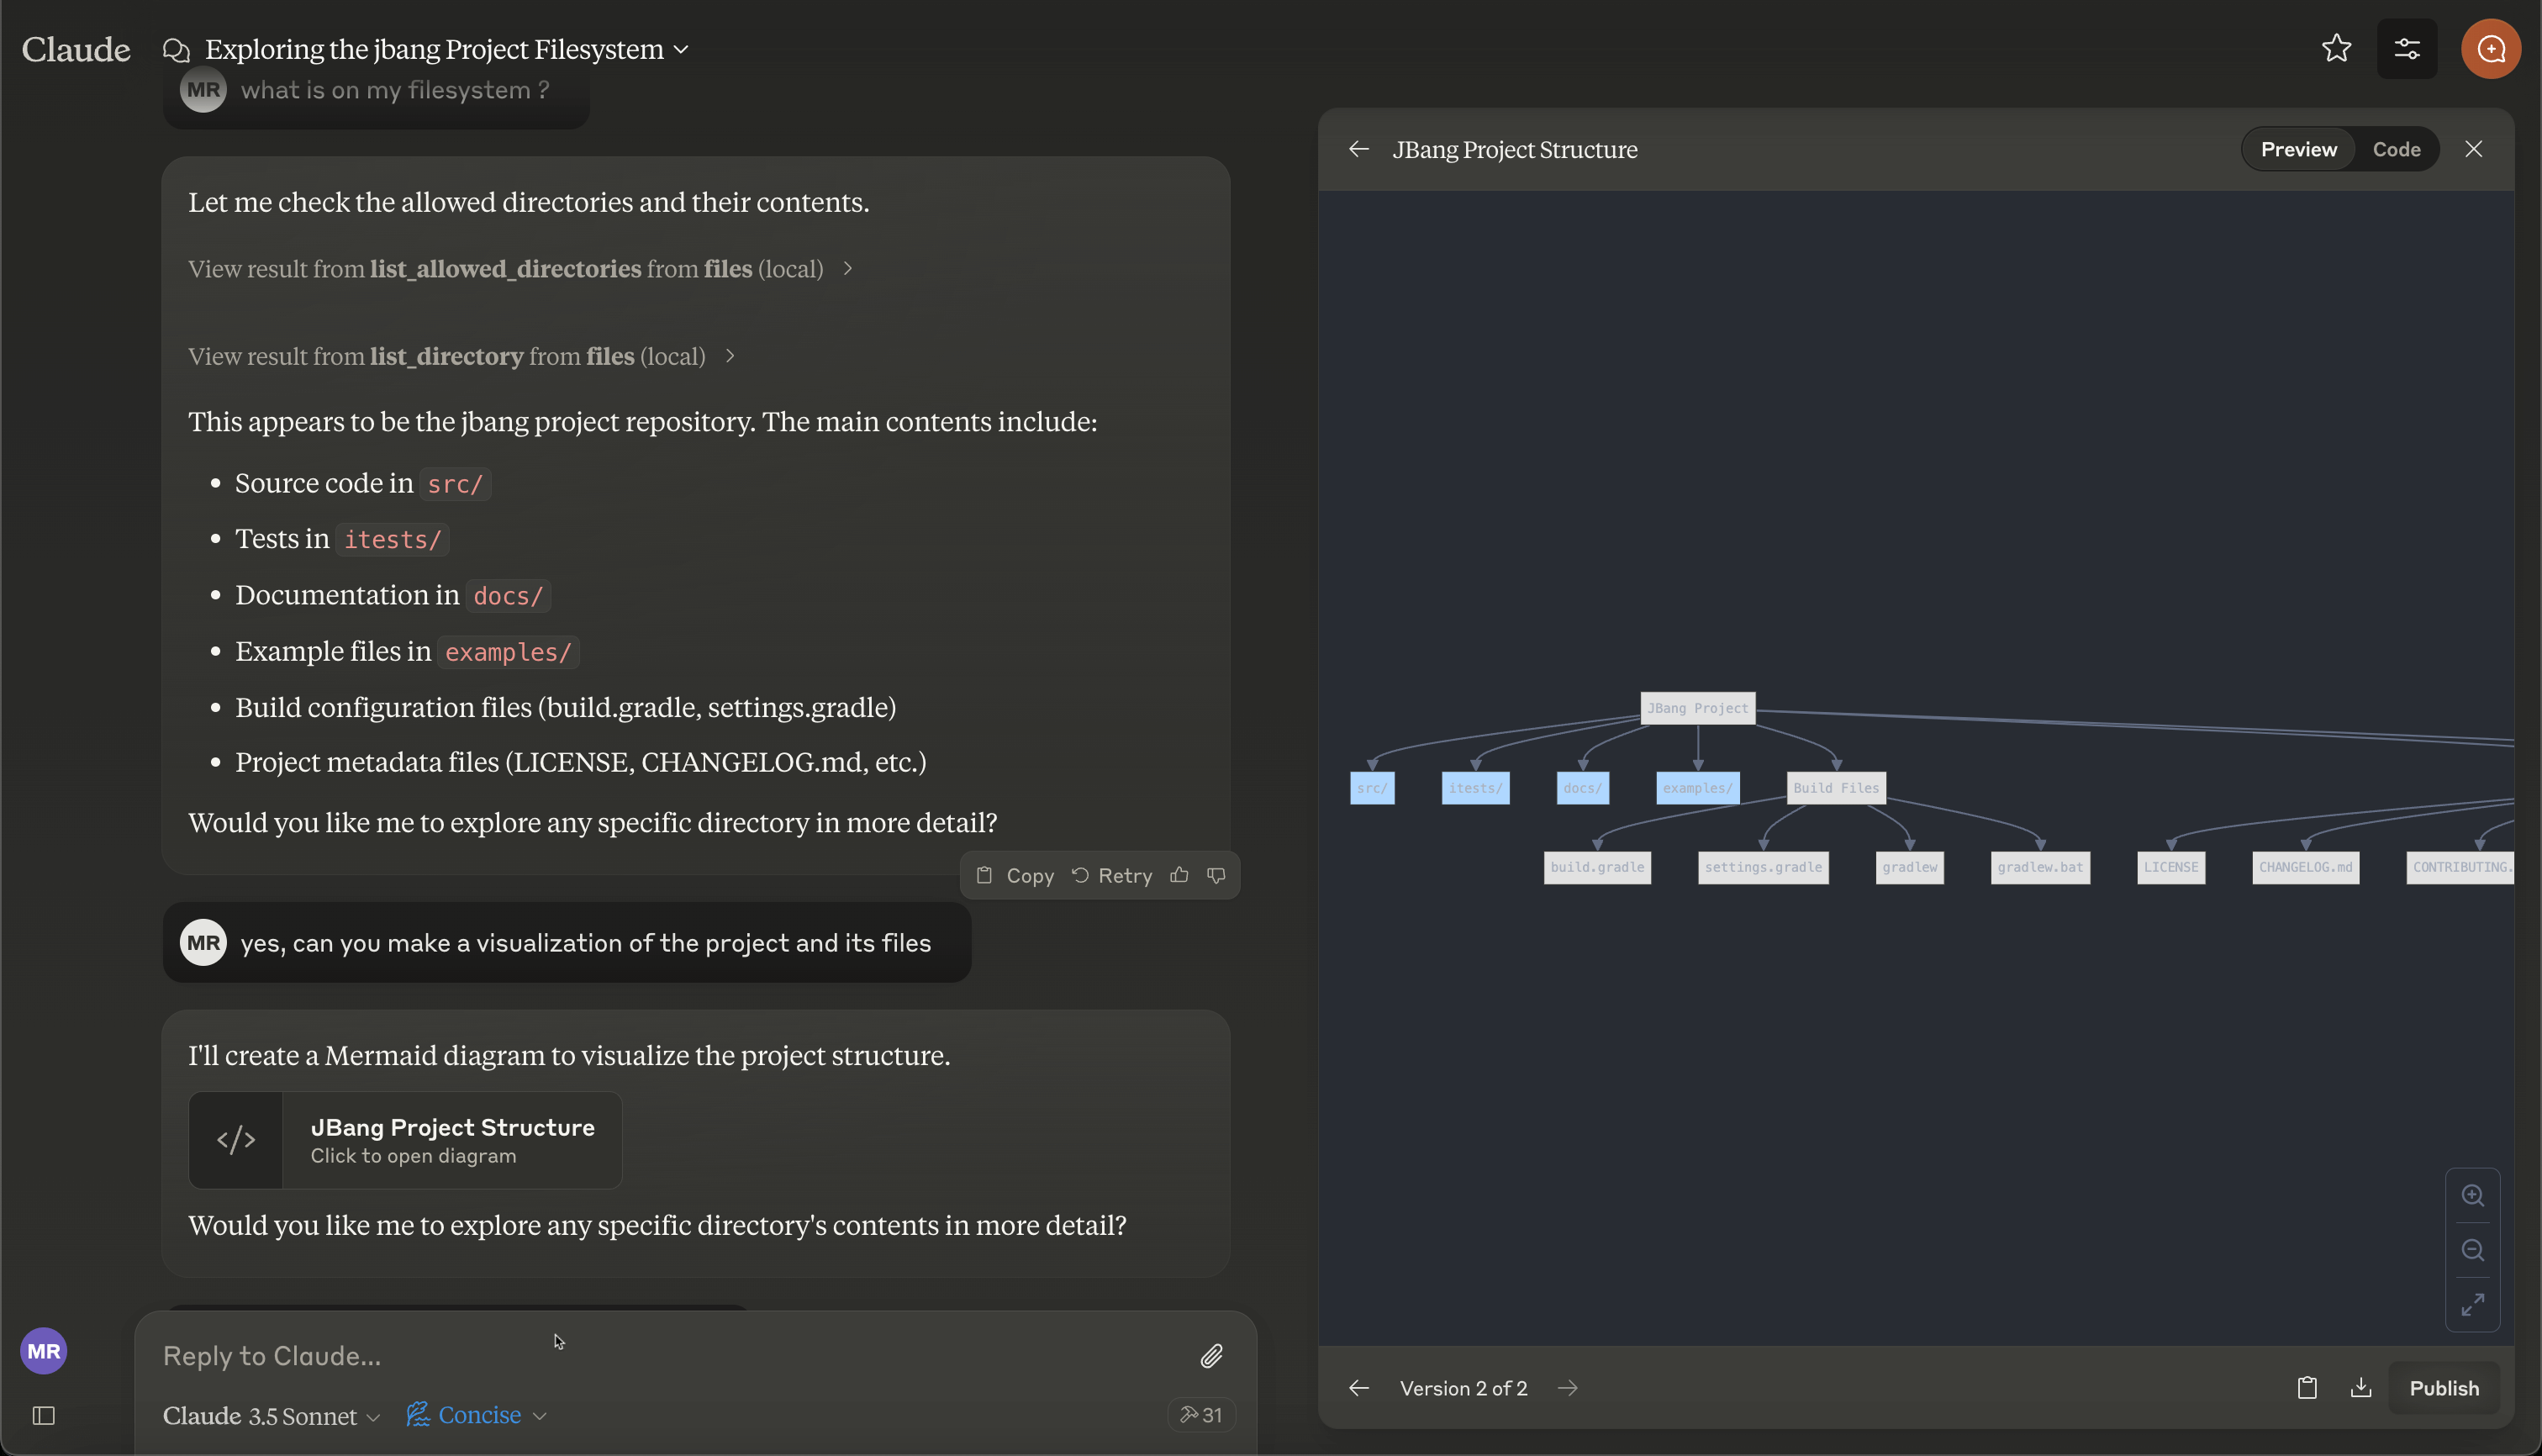 Claude
Exploring the jbang Project Filesystem
MR
what is on my filesystem ?
Let me check the allowed directories and their contents.
View result from list_allowed_directories from files (local)
View result from list_directory from files (local)
This appears to be the jbang project repository. The main contents include:
• Source code in src/
• Tests in itests/
• Documentation in docs/
• Example files in examples/
• Build configuration files (build.gradle, settings.gradle)
• Project metadata files (LICENSE, CHANGELOG.md, etc.)
Would you like me to explore any specific directory in more detail?
Copy Retry
MR
yes, can you make a visualization of the project and its files
I'll create a Mermaid diagram to visualize the project structure.
</>
JBang Project Structure
Click to open diagram
Would you like me to explore any specific directory's contents in more detail?
MR
Reply to Claude...
Claude 3.5 Sonnet Concise 31
JBang Project Structure
Preview Code
JBang Project
src/ itests/ docs/ examples/ Build Files
build.gradle settings.gradle gradlew gradlew.bat LICENSE CHANGELOG.md CONTRIBUTING.
Version 2 of 2
Publish